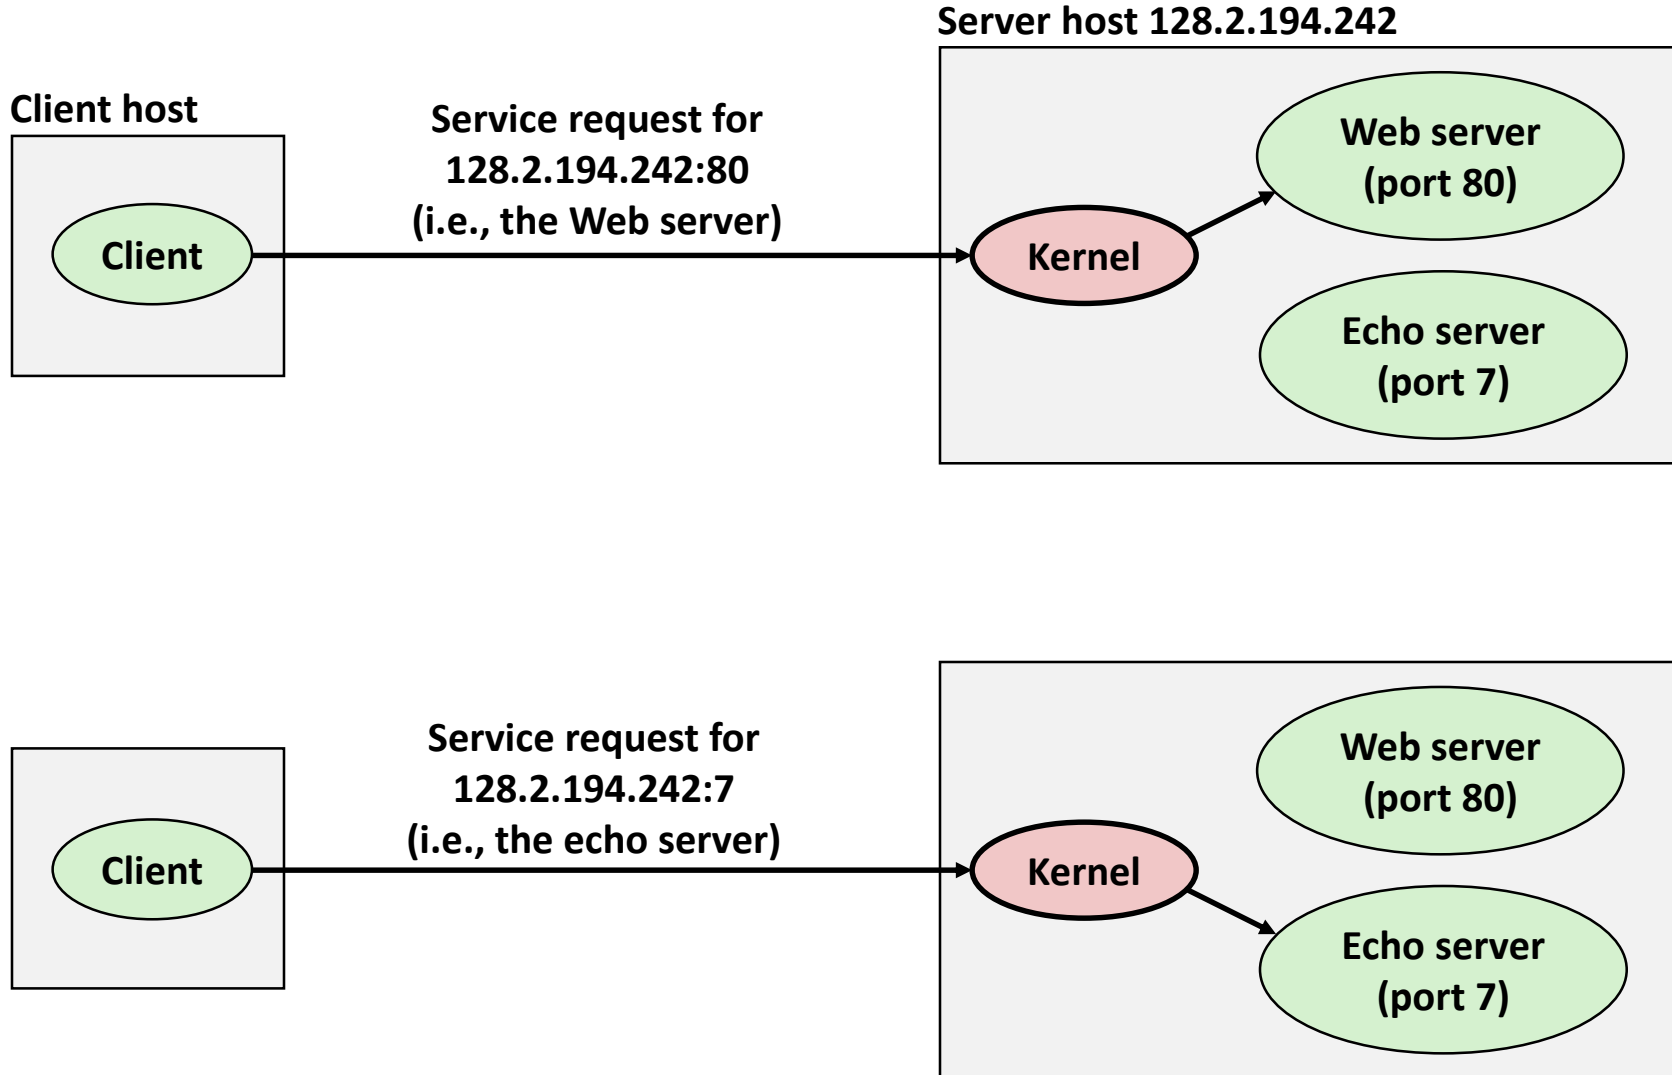 Server host 128.2.194.242
Client host
Service request for
128.2.194.242:80
(i.e., the Web server)
Client
Kernel
Web server
(port 80)
Echo server
(port 7)
Service request for
128.2.194.242:7
(i.e., the echo server)
Client
Kernel
Web server
(port 80)
Echo server
(port 7)